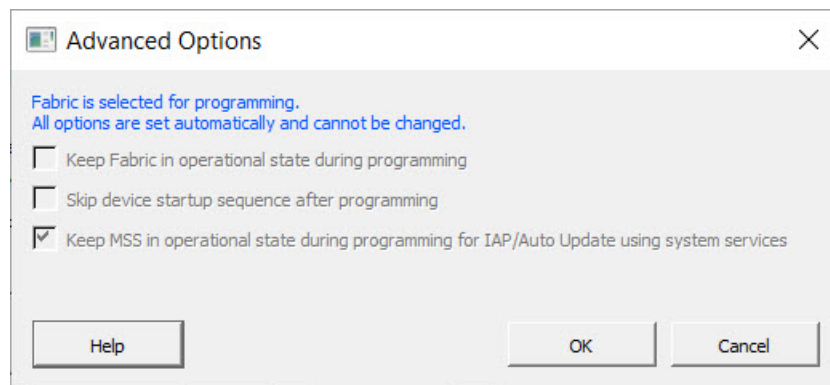 Advanced Options
Fabric is selected for programming.
All options are set automatically and cannot be changed.
Keep Fabric in operational state during programming
Skip device startup sequence after programming
Keep MSS in operational state during programming for IAP/Auto Update using system services
Help
OK
Cancel